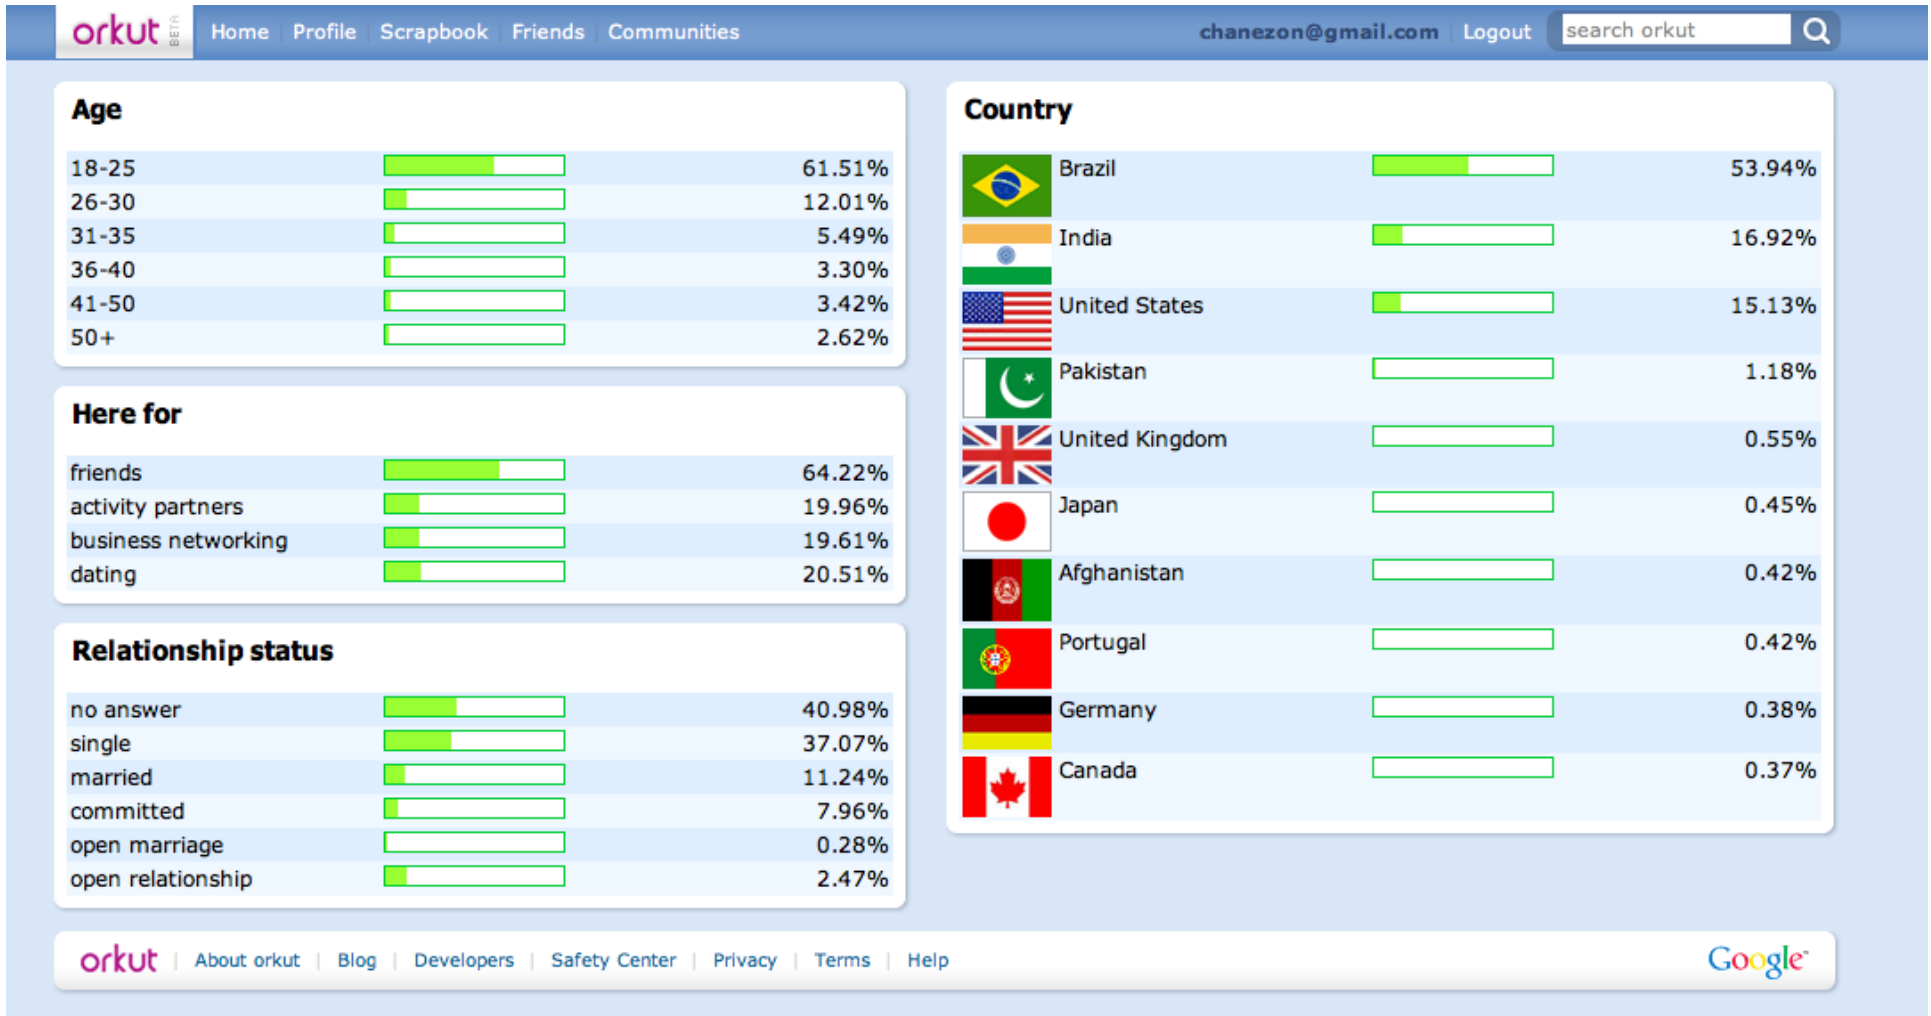 orkut BETA Home Profile Scrapbook Friends Communities chanezon@gmail.com Logout search orkut
Age
18-25 61.51%
26-30 12.01%
31-35 5.49%
36-40 3.30%
41-50 3.42%
50+ 2.62%
Here for
friends 64.22%
activity partners 19.96%
business networking 19.61%
dating 20.51%
Relationship status
no answer 40.98%
single 37.07%
married 11.24%
committed 7.96%
open marriage 0.28%
open relationship 2.47%
Country
Brazil 53.94%
India 16.92%
United States 15.13%
Pakistan 1.18%
United Kingdom 0.55%
Japan 0.45%
Afghanistan 0.42%
Portugal 0.42%
Germany 0.38%
Canada 0.37%
orkut | About orkut | Blog | Developers | Safety Center | Privacy | Terms | Help Google™